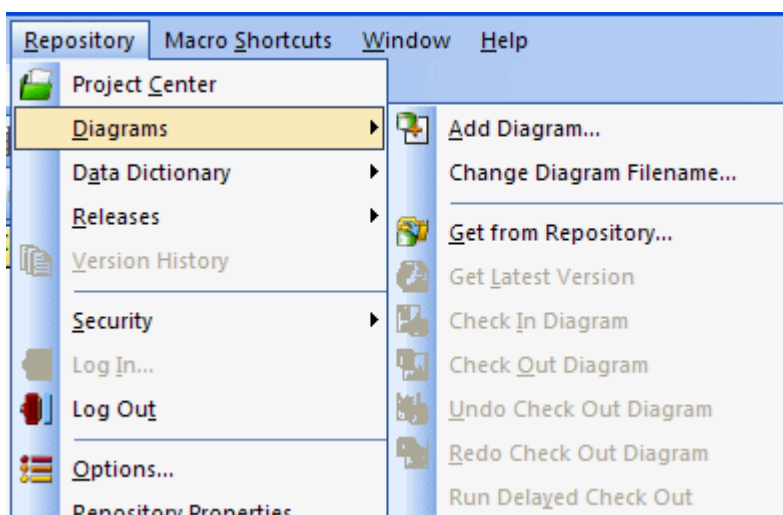 Repository Macro Shortcuts Window Help
Project Center
Diagrams
Data Dictionary
Releases
Version History
Security
Log In...
Log Out
Options...
Repository Properties
Add Diagram...
Change Diagram Filename...
Get from Repository...
Get Latest Version
Check In Diagram
Check Out Diagram
Undo Check Out Diagram
Redo Check Out Diagram
Run Delayed Check Out